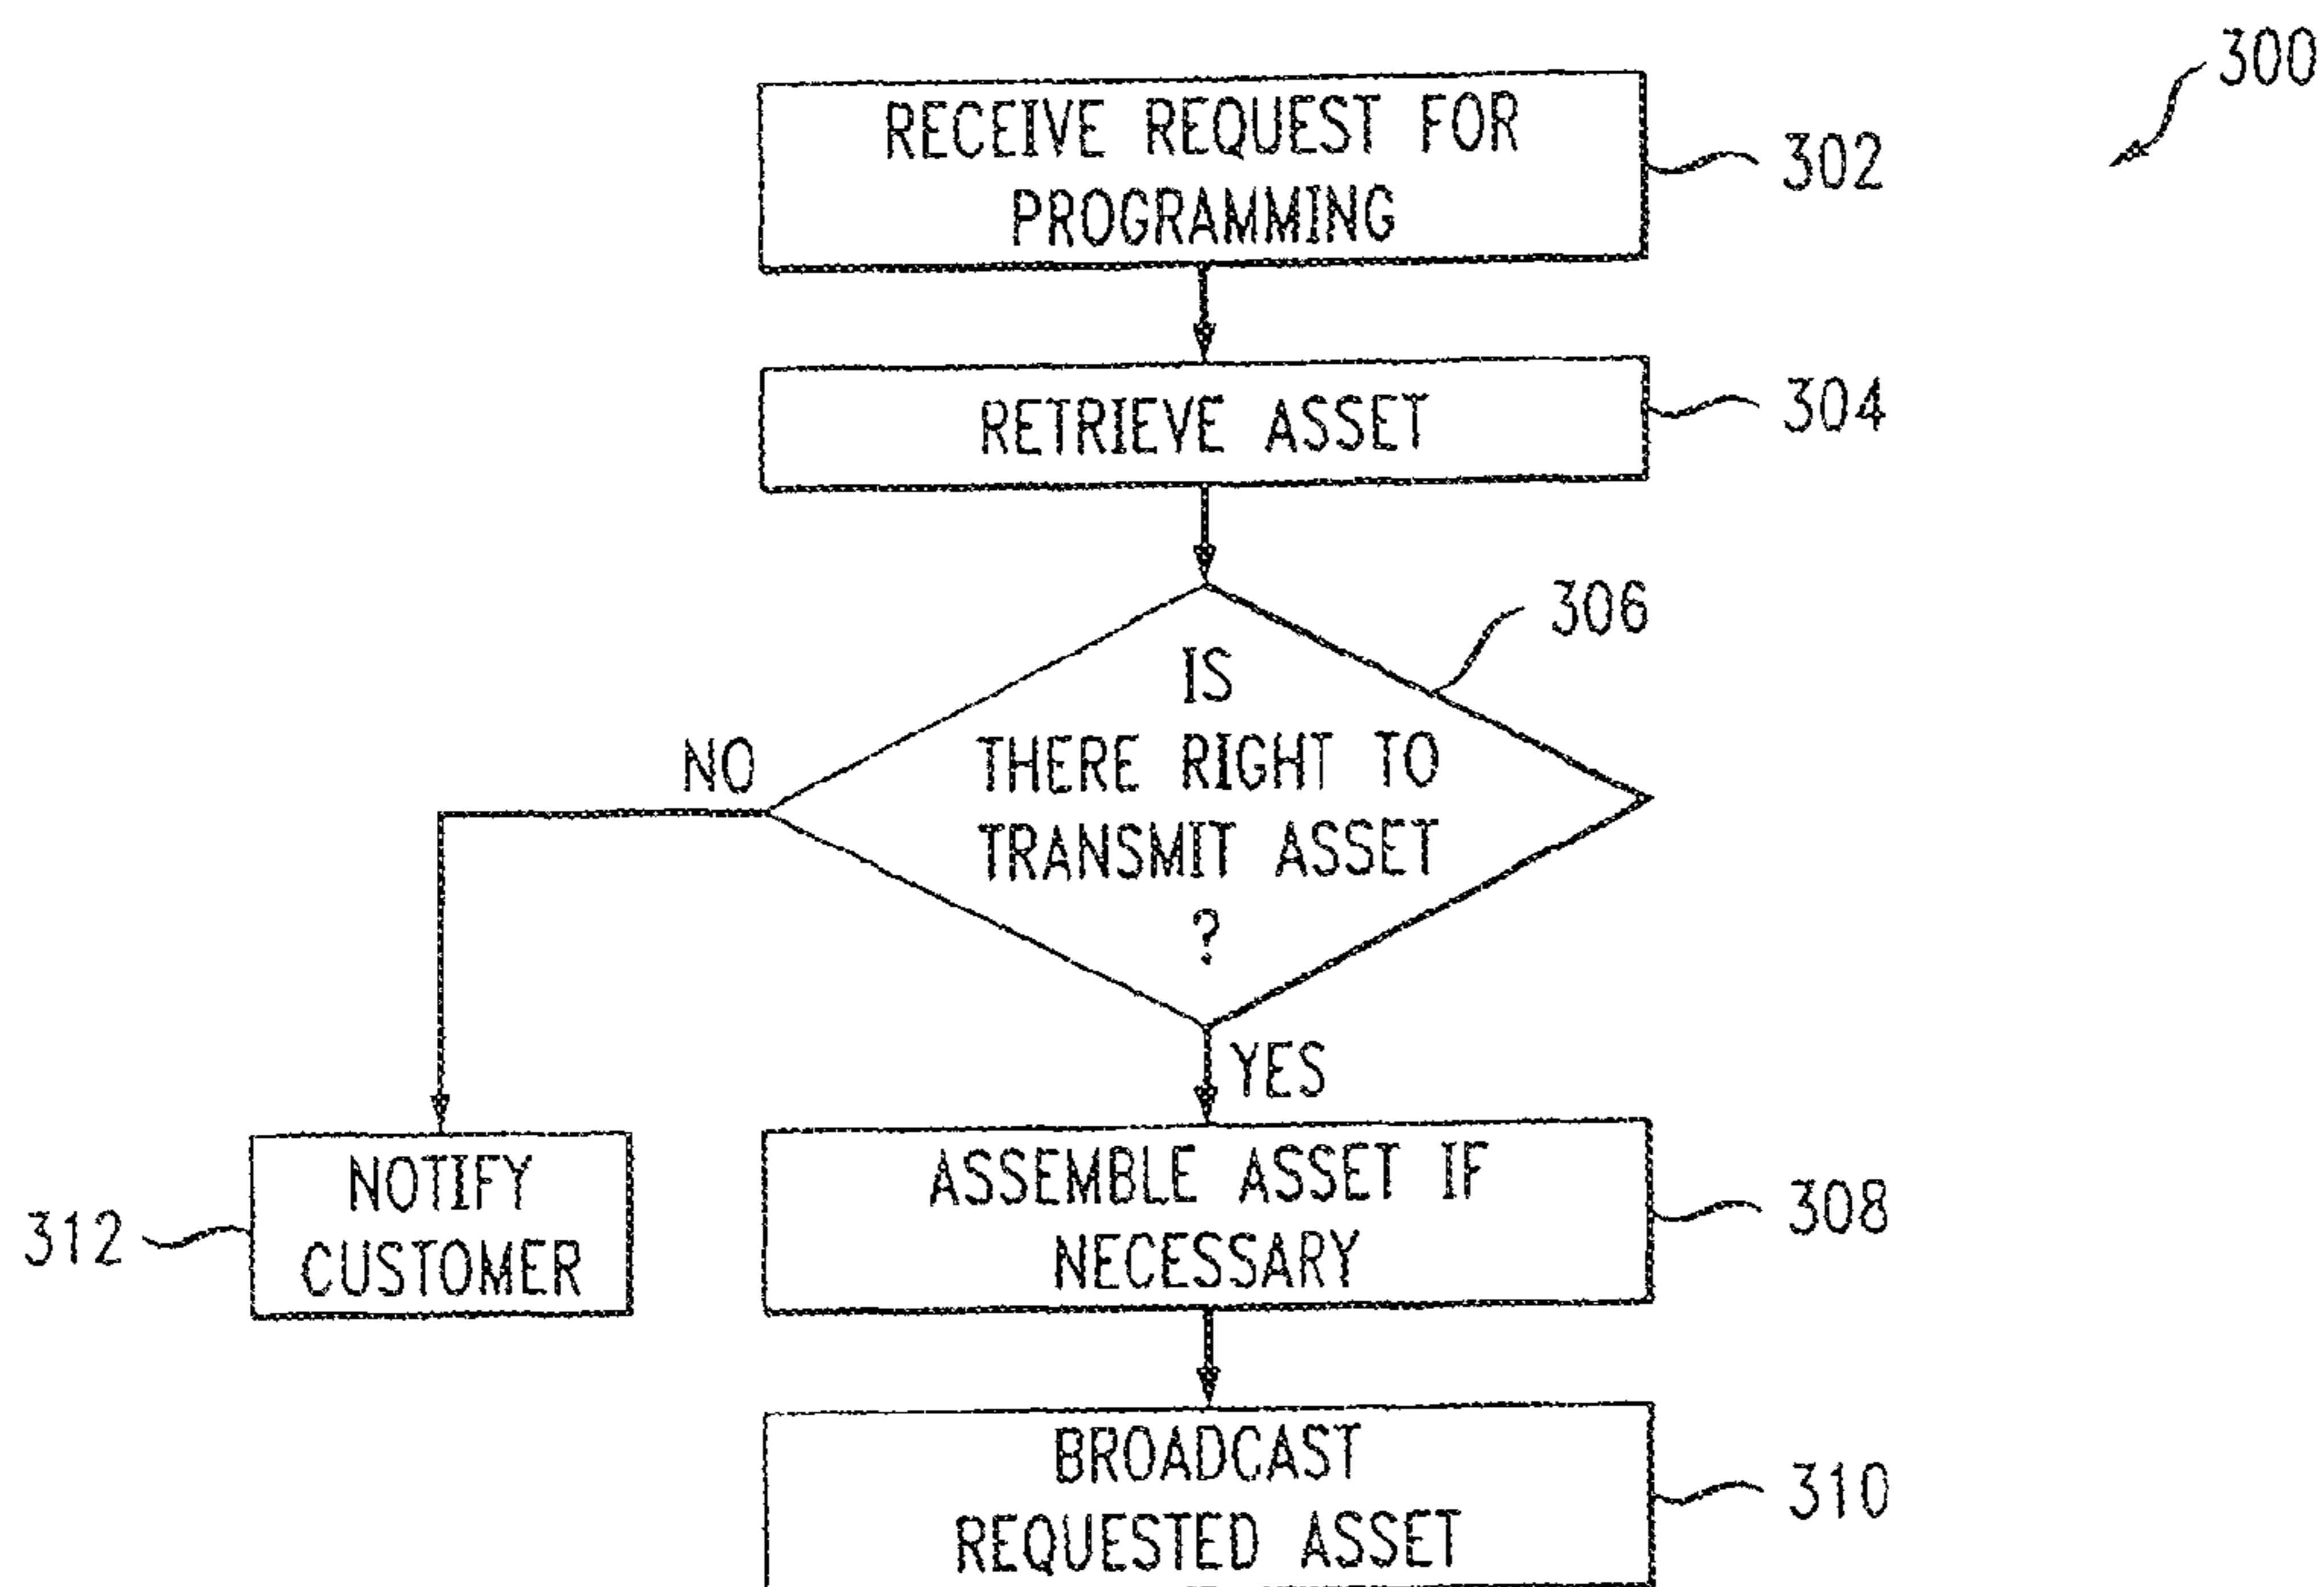 300
RECEIVE REQUEST FOR
PROGRAMMING
302
RETRIEVE ASSET
304
306
IS
THERE RIGHT TO
TRANSMIT ASSET
?
NO
YES
NOTIFY
CUSTOMER
312
ASSEMBLE ASSET IF
NECESSARY
308
BROADCAST
REQUESTED ASSET
310